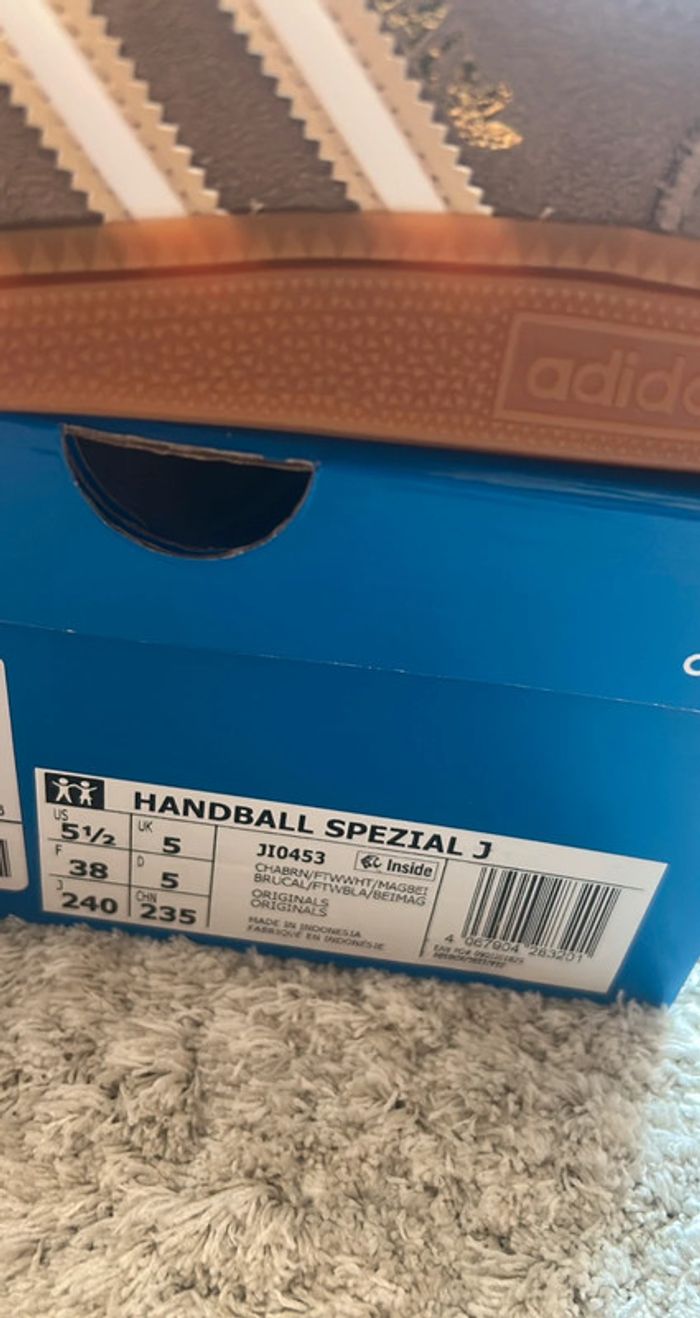 adida
HANDBALL SPEZIAL J
US
5½
UK
5
F
38
D
5
J
240
CHN
235
JI0453
Inside
CHABRN/FTWWHT/MAGBEI
BRUCAL/FTWBLA/BEIMAG
ORIGINALS
ORIGINALS
MADE IN INDONESIA
FABRIQUÉ EN INDONÉSIE
4 067904 283201